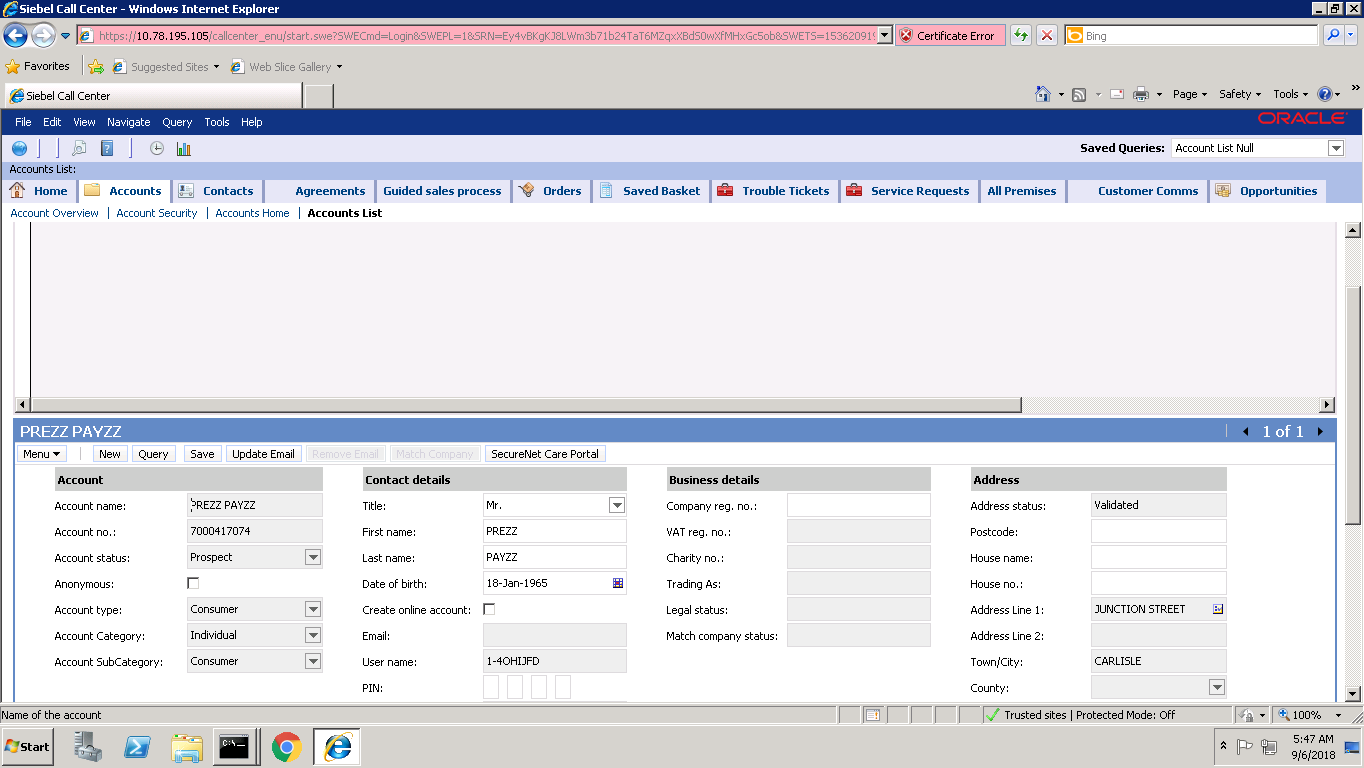 Siebel Call Center - Windows Internet Explorer
https://10.78.195.105/callcenter_enu/start.swe?SWECmd=Login&SWEPL=1&SRN= Certificate Error Bing
Favorites Suggested Sites Web Slice Gallery
Siebel Call Center Page Safety Tools
File Edit View Navigate Query Tools Help ORACLE
Saved Queries: Account List Null
Accounts List:
Home Accounts Contacts Agreements Guided sales process Orders Saved Basket Trouble Tickets Service Requests All Premises Customer Comms Opportunities
Account Overview Account Security Accounts Home Accounts List
PREZZ PAYZZ 1 of 1
Menu New Query Save Update Email Remove Email Match Company SecureNet Care Portal
Account Contact details Business details Address
Account name: PREZZ PAYZZ Title: Mr. Company reg. no.: Address status: Validated
Account no.: 7000417074 First name: PREZZ VAT reg. no.: Postcode:
Account status: Prospect Last name: PAYZZ Charity no.: House name:
Anonymous: Date of birth: 18-Jan-1965 Trading As: House no.:
Account type: Consumer Create online account: Legal status: Address Line 1: JUNCTION STREET
Account Category: Individual Email: Match company status: Address Line 2:
Account SubCategory: Consumer User name: 1-4OHIJFD Town/City: CARLISLE
PIN: County:
Name of the account Trusted sites | Protected Mode: Off 100%
Start 5:47 AM
9/6/2018